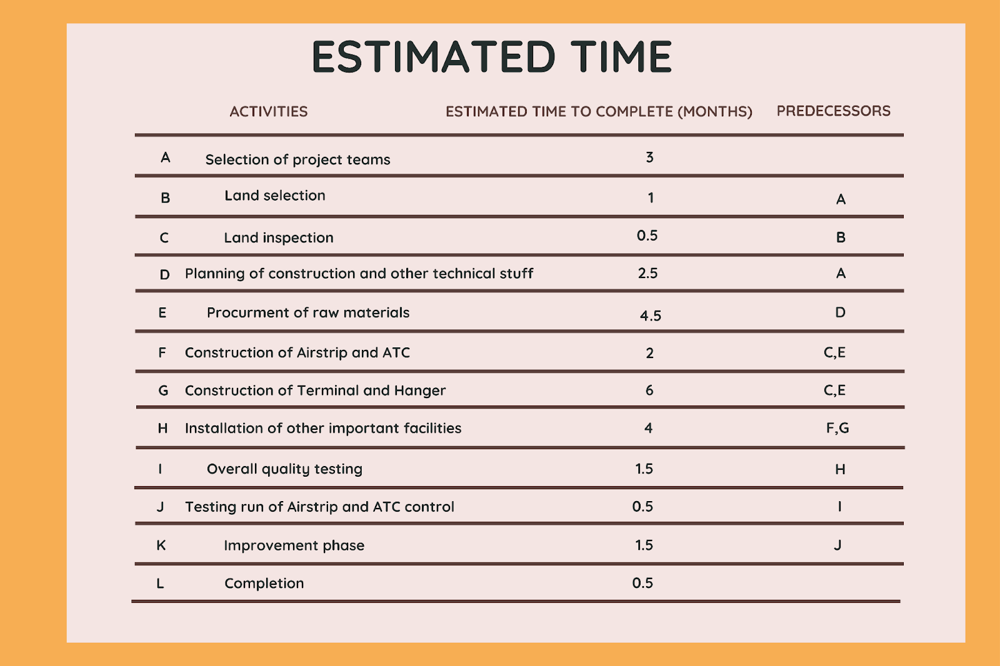 ESTIMATED TIME
ACTIVITIES ESTIMATED TIME TO COMPLETE (MONTHS) PREDECESSORS
A Selection of project teams 3
B Land selection 1 A
C Land inspection 0.5 B
D Planning of construction and other technical stuff 2.5 A
E Procurment of raw materials 4.5 D
F Construction of Airstrip and ATC 2 C,E
G Construction of Terminal and Hanger 6 C,E
H Installation of other important facilities 4 F,G
I Overall quality testing 1.5 H
J Testing run of Airstrip and ATC control 0.5 I
K Improvement phase 1.5 J
L Completion 0.5